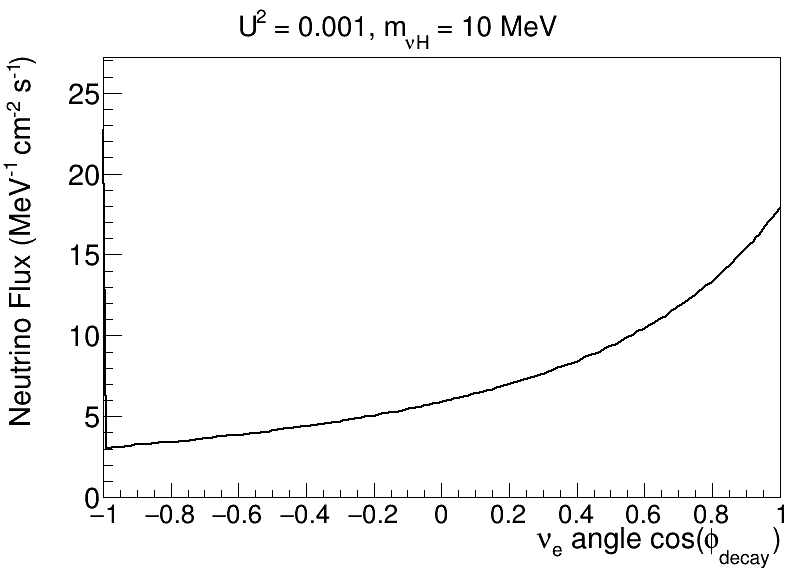 U² = 0.001, m_νH = 10 MeV
Neutrino Flux (MeV⁻¹ cm⁻² s⁻¹)
25
20
15
10
5
0
−1 −0.8 −0.6 −0.4 −0.2 0 0.2 0.4 0.6 0.8 1
ν_e angle cos(ϕ_decay)